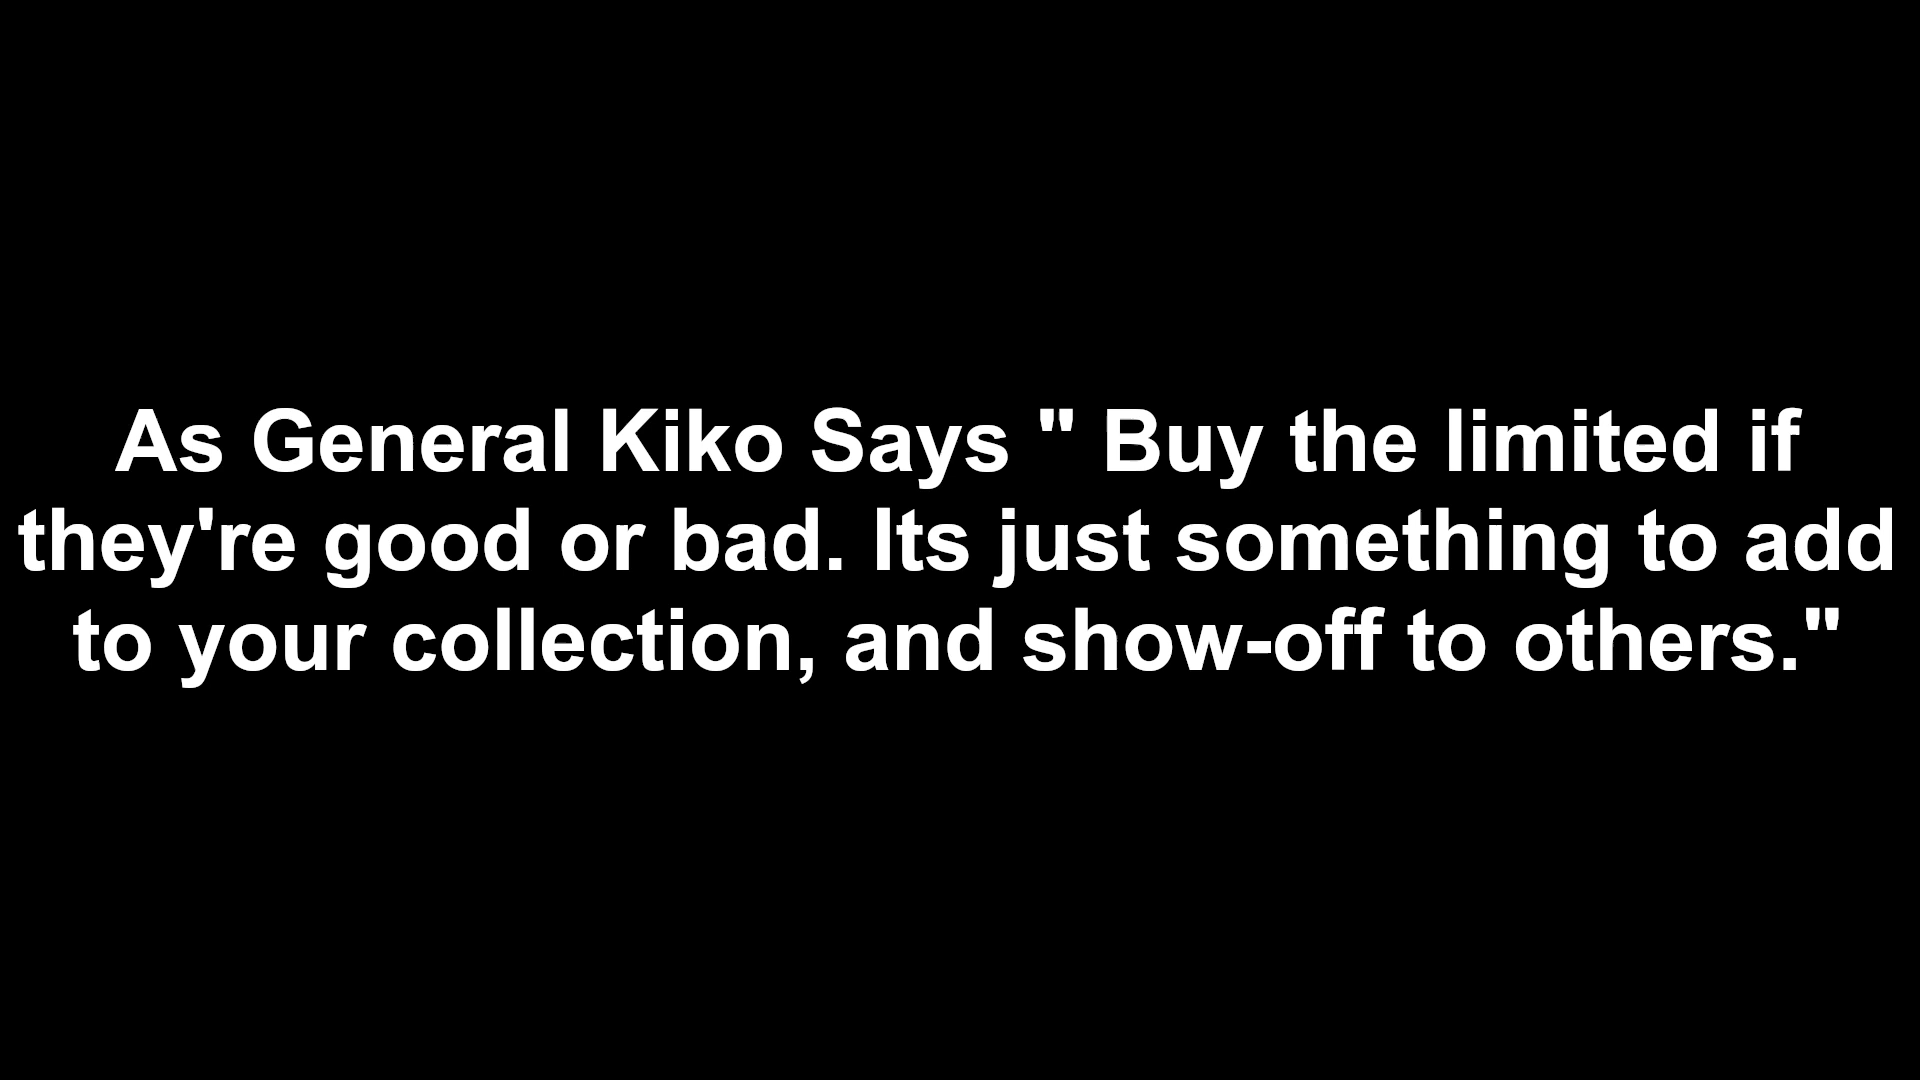 As General Kiko Says " Buy the limited if
they're good or bad. Its just something to add
to your collection, and show-off to others."